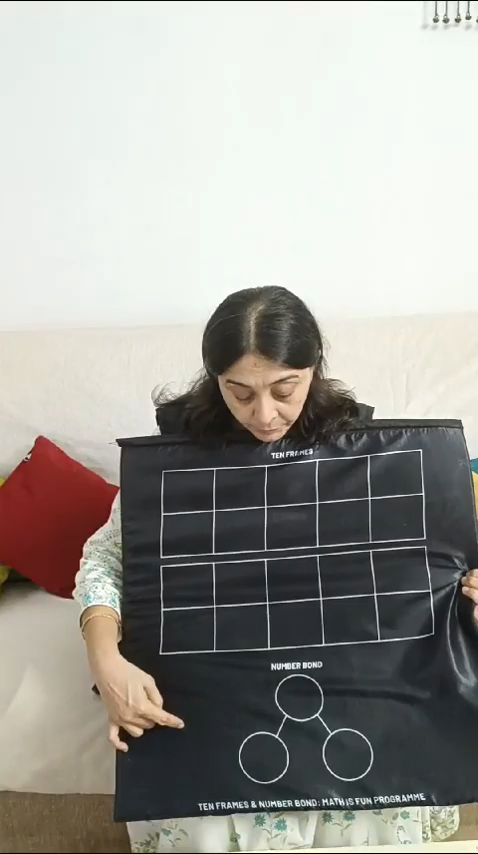 TEN FRAMES
NUMBER BOND
TEN FRAMES & NUMBER BOND: MATH IS FUN PROGRAMME